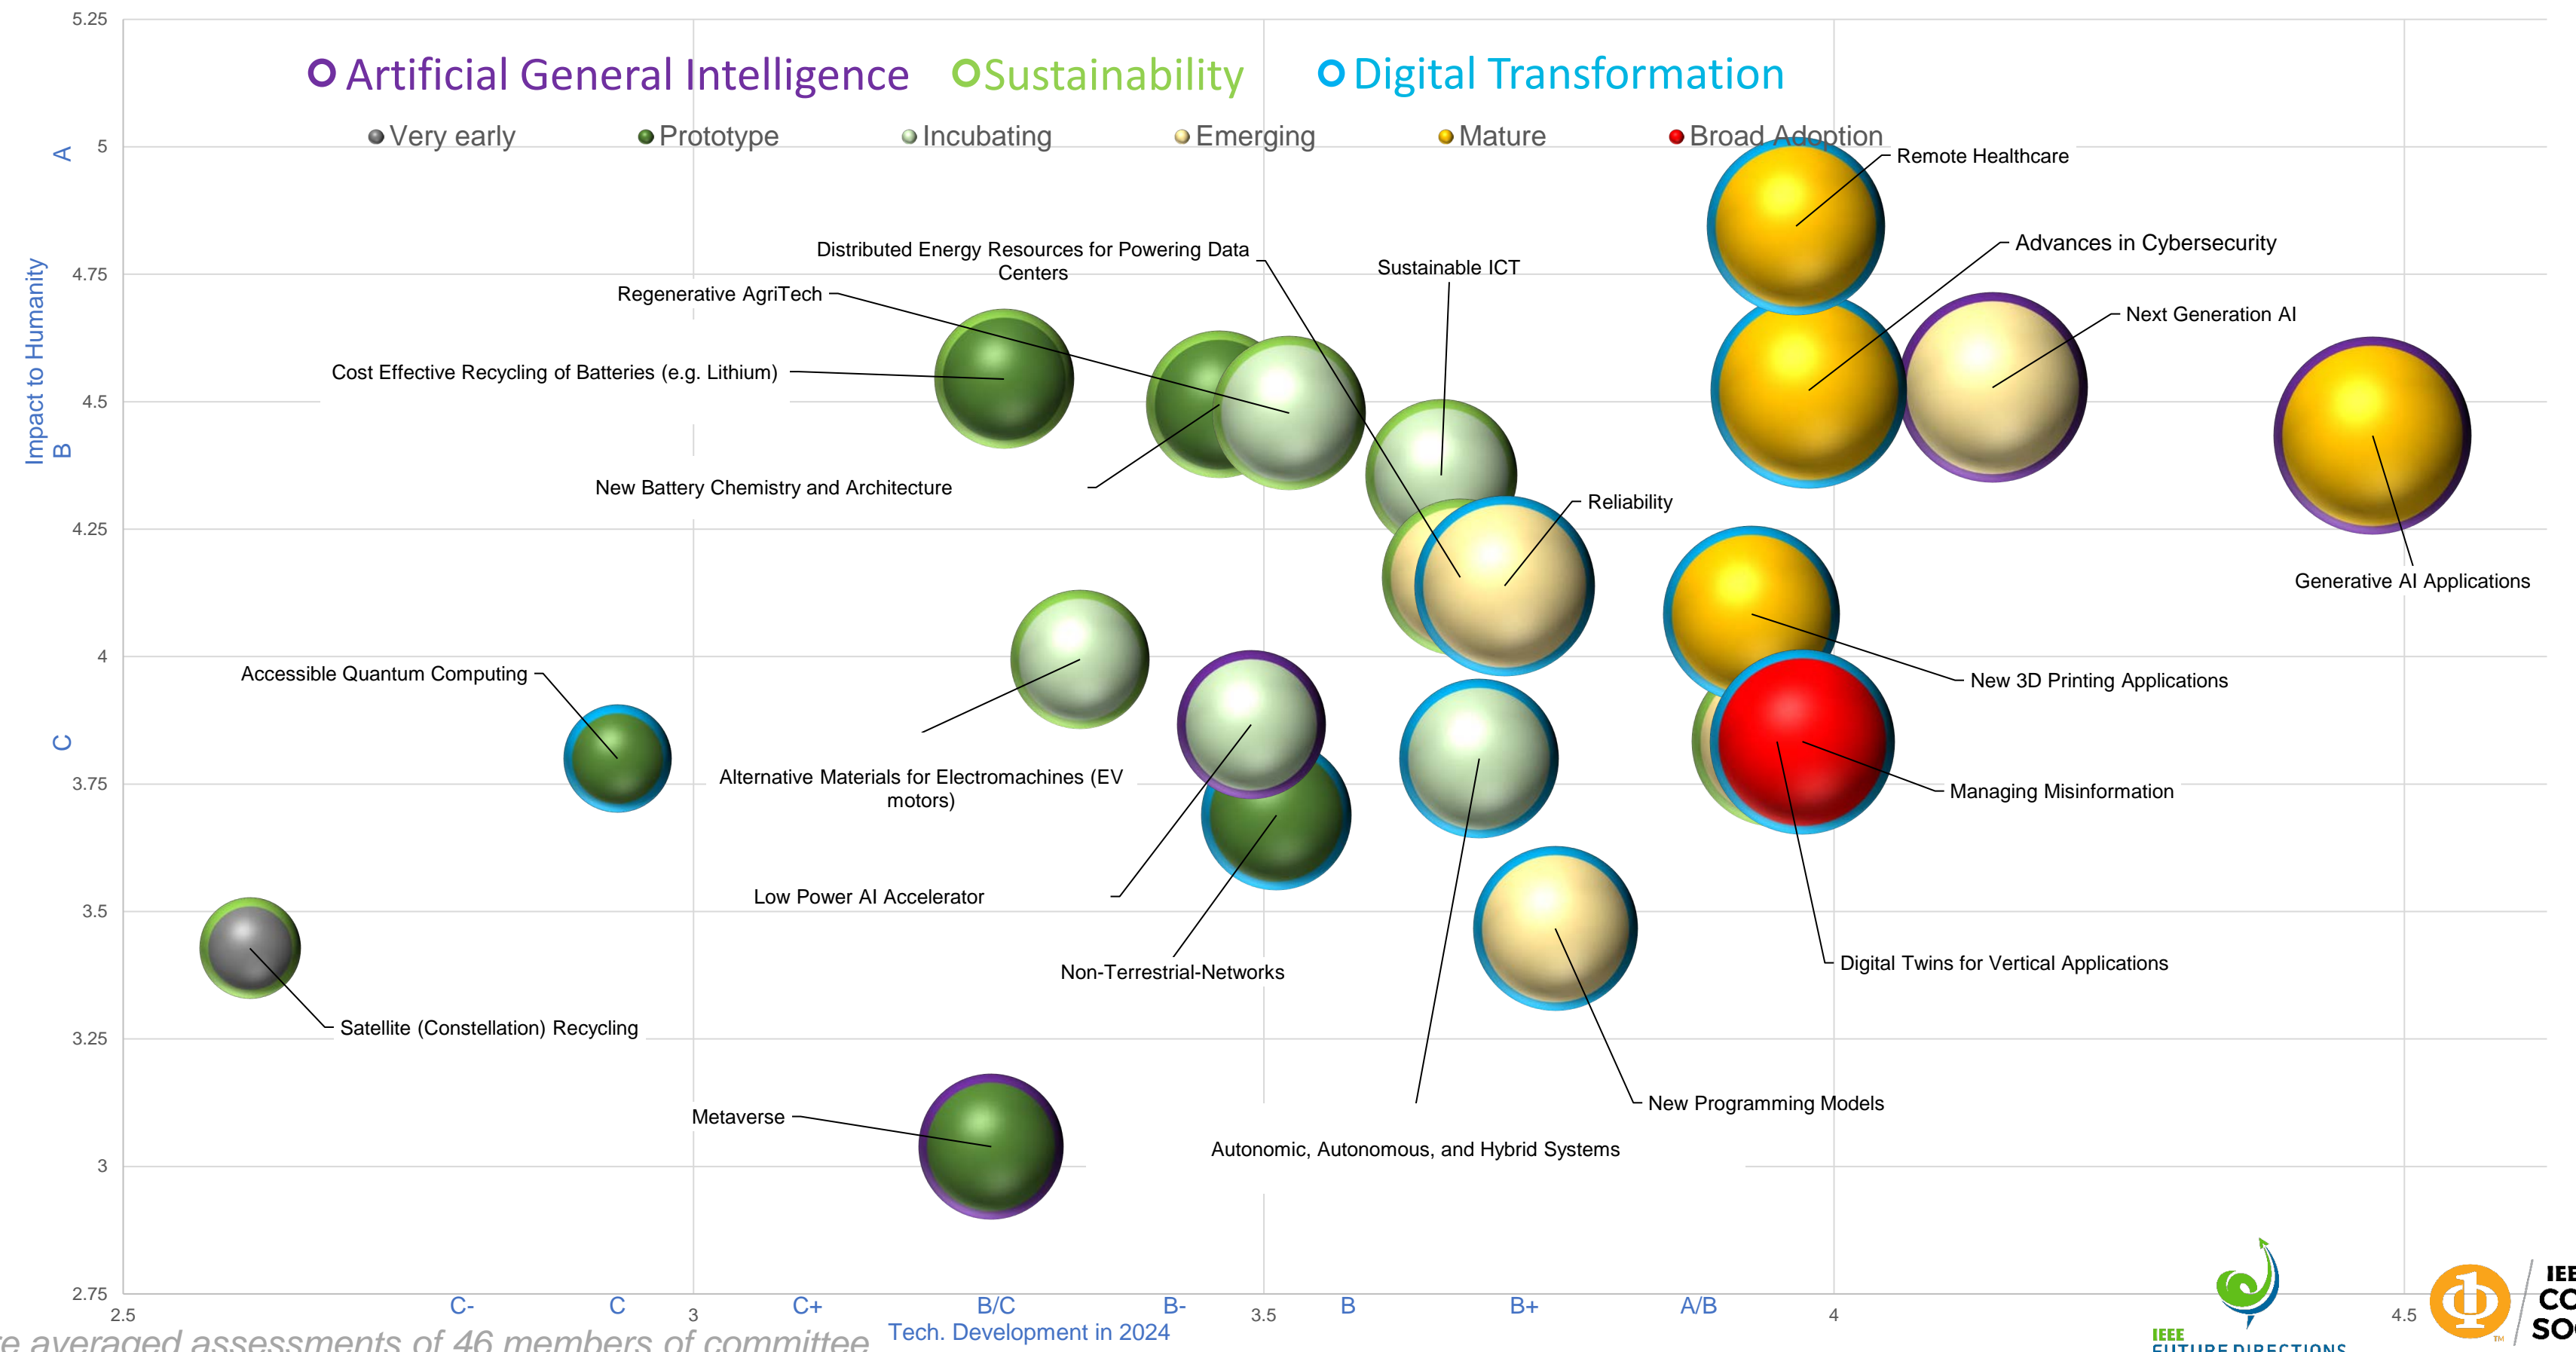 5.25
Artificial General Intelligence
Sustainability
Digital Transformation
Very early
Prototype
Incubating
Emerging
Mature
Broad Adoption
A
5
Remote Healthcare
Advances in Cybersecurity
Distributed Energy Resources for Powering Data
Centers
Sustainable ICT
4.75
Regenerative AgriTech
Next Generation AI
Impact to Humanity
Cost Effective Recycling of Batteries (e.g. Lithium)
4.5
B
New Battery Chemistry and Architecture
Reliability
4.25
Generative AI Applications
4
Accessible Quantum Computing
New 3D Printing Applications
C
Alternative Materials for Electromachines (EV
motors)
3.75
Managing Misinformation
Low Power AI Accelerator
3.5
Non-Terrestrial-Networks
Digital Twins for Vertical Applications
Satellite (Constellation) Recycling
3.25
Metaverse
New Programming Models
Autonomic, Autonomous, and Hybrid Systems
3
2.75
2.5
C-
C
3
C+
B/C
B-
3.5
B
B+
A/B
4
4.5
Tech. Development in 2024
averaged assessments of 46 members of committee
IEEE
FUTURE DIRECTIONS
TM